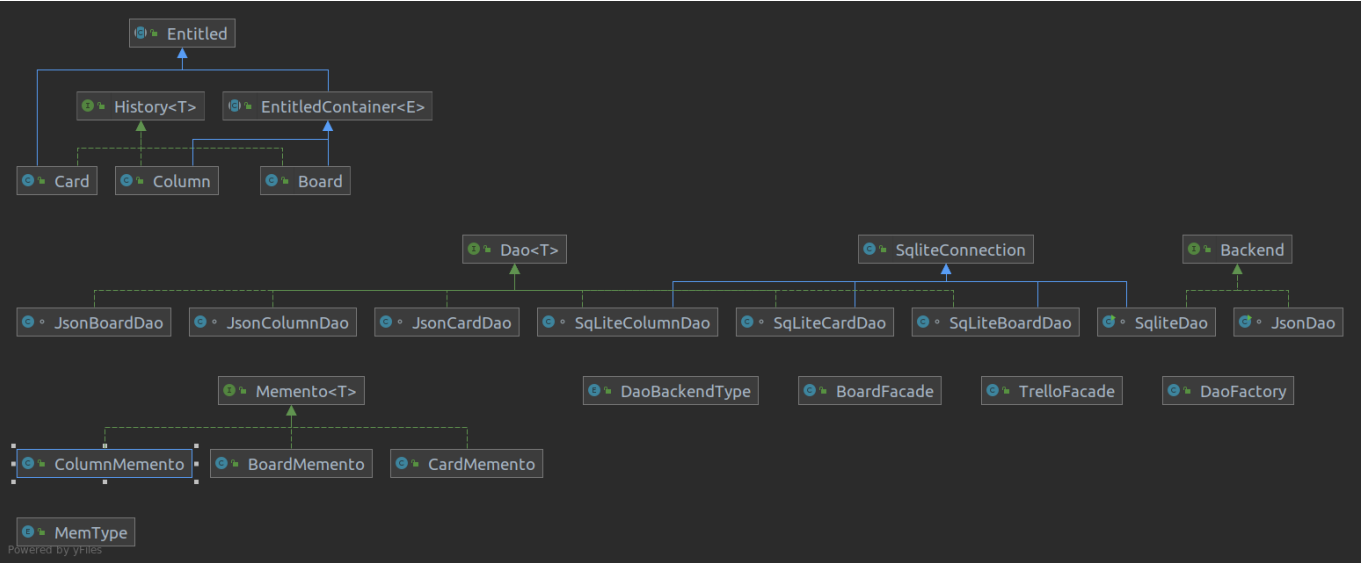 Entitled
History<T>
EntitledContainer<E>
Card
Column
Board
Dao<T>
SqliteConnection
Backend
JsonBoardDao
JsonColumnDao
JsonCardDao
SqLiteColumnDao
SqLiteCardDao
SqLiteBoardDao
SqliteDao
JsonDao
Memento<T>
DaoBackendType
BoardFacade
TrelloFacade
DaoFactory
ColumnMemento
BoardMemento
CardMemento
MemType
Powered by yFiles